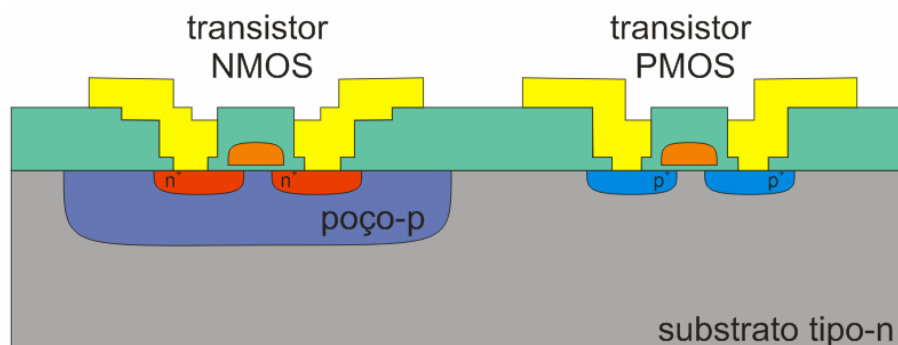 transistor
NMOS
transistor
PMOS
n⁺
n⁺
p⁺
p⁺
poço-p
substrato tipo-n